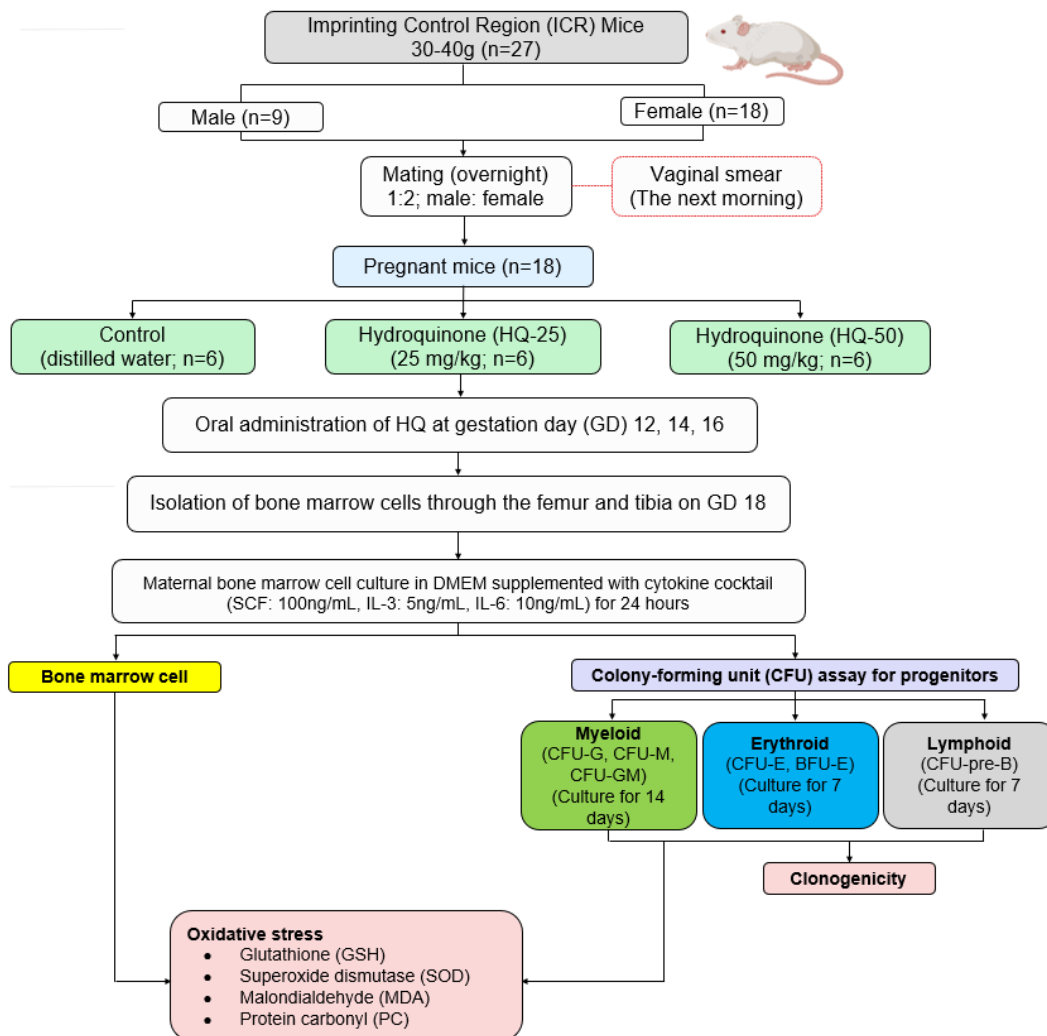 Imprinting Control Region (ICR) Mice
30-40g (n=27)
Male (n=9)
Female (n=18)
Mating (overnight)
1:2; male: female
Vaginal smear
(The next morning)
Pregnant mice (n=18)
Control
(distilled water; n=6)
Hydroquinone (HQ-25)
(25 mg/kg; n=6)
Hydroquinone (HQ-50)
(50 mg/kg; n=6)
Oral administration of HQ at gestation day (GD) 12, 14, 16
Isolation of bone marrow cells through the femur and tibia on GD 18
Maternal bone marrow cell culture in DMEM supplemented with cytokine cocktail
(SCF: 100ng/mL, IL-3: 5ng/mL, IL-6: 10ng/mL) for 24 hours
Bone marrow cell
Colony-forming unit (CFU) assay for progenitors
Myeloid
(CFU-G, CFU-M,
CFU-GM)
(Culture for 14
days)
Erythroid
(CFU-E, BFU-E)
(Culture for 7
days)
Lymphoid
(CFU-pre-B)
(Culture for 7
days)
Clonogenicity
Oxidative stress
● Glutathione (GSH)
● Superoxide dismutase (SOD)
● Malondialdehyde (MDA)
● Protein carbonyl (PC)